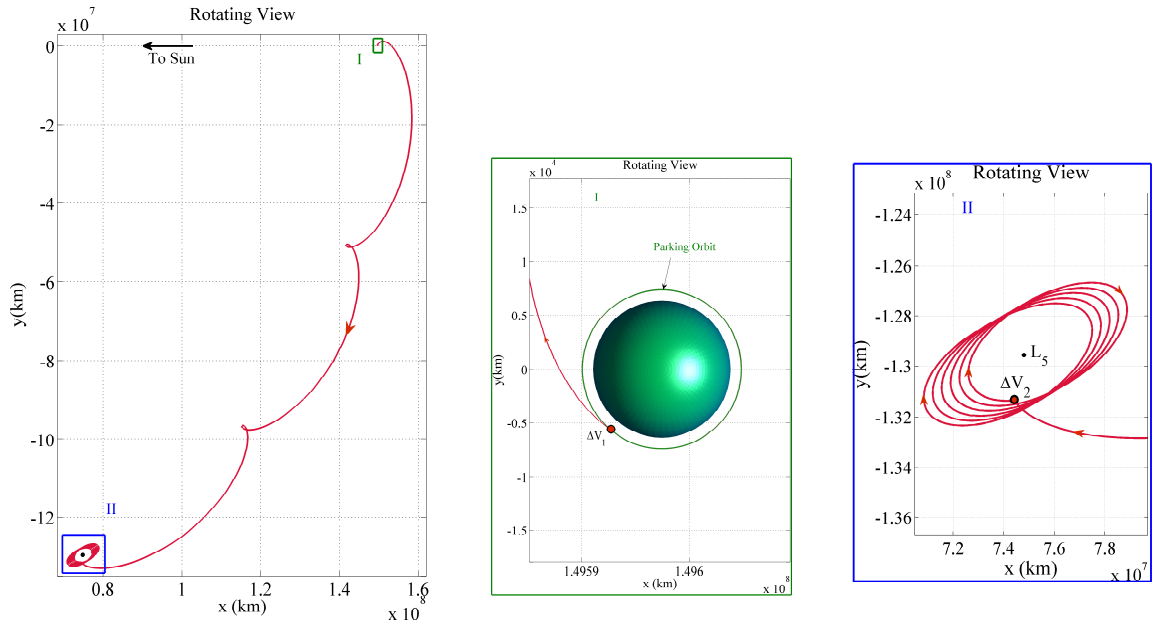 Rotating View
x 10^7
0
-2
-4
-6
-8
-10
-12
y(km)
To Sun
I
II
0.8
1
1.2
1.4
1.6
x (km)
x 10^8
Rotating View
x 10^4
I
Parking Orbit
1.5
1
0.5
0
-0.5
-1
-1.5
y(km)
ΔV_1
1.4959
1.496
x (km)
x 10^8
Rotating View
x 10^8
II
-1.24
-1.26
-1.28
-1.3
-1.32
-1.34
-1.36
y(km)
L_5
ΔV_2
7.2
7.4
7.6
7.8
x (km)
x 10^7